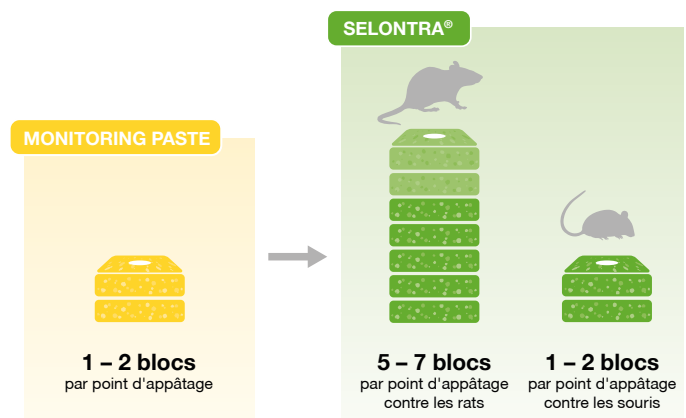 SELONTRA®
MONITORING PASTE
1 – 2 blocs
par point d'appâtage
5 – 7 blocs
par point d'appâtage
contre les rats
1 – 2 blocs
par point d'appâtage
contre les souris